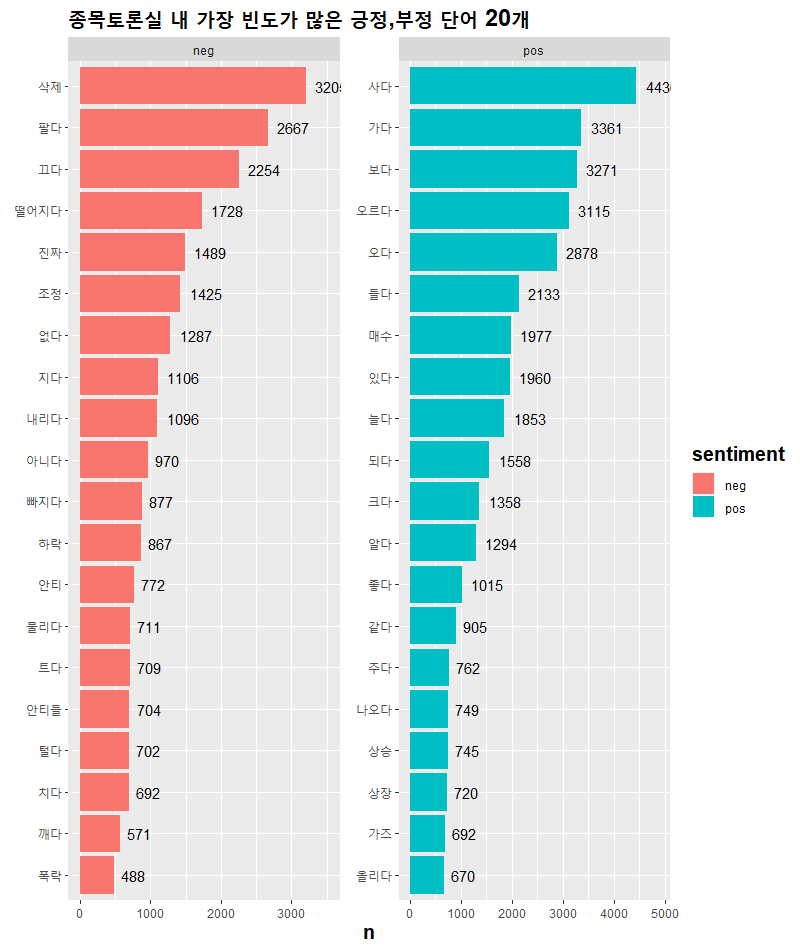 종목토론실 내 가장 빈도가 많은 긍정,부정 단어 20개
neg
삭제 3205
팔다 2667
끄다 2254
떨어지다 1728
진짜 1489
조정 1425
없다 1287
지다 1106
내리다 1096
아니다 970
빠지다 877
하락 867
안티 772
물리다 711
트다 709
안티들 704
털다 702
치다 692
깨다 571
폭락 488
0 1000 2000 3000
pos
사다 443
가다 3361
보다 3271
오르다 3115
오다 2878
들다 2133
매수 1977
있다 1960
늘다 1853
되다 1558
크다 1358
알다 1294
좋다 1015
같다 905
주다 762
나오다 749
상승 745
상장 720
가즈 692
올리다 670
0 1000 2000 3000 4000 5000
n
sentiment
neg
pos